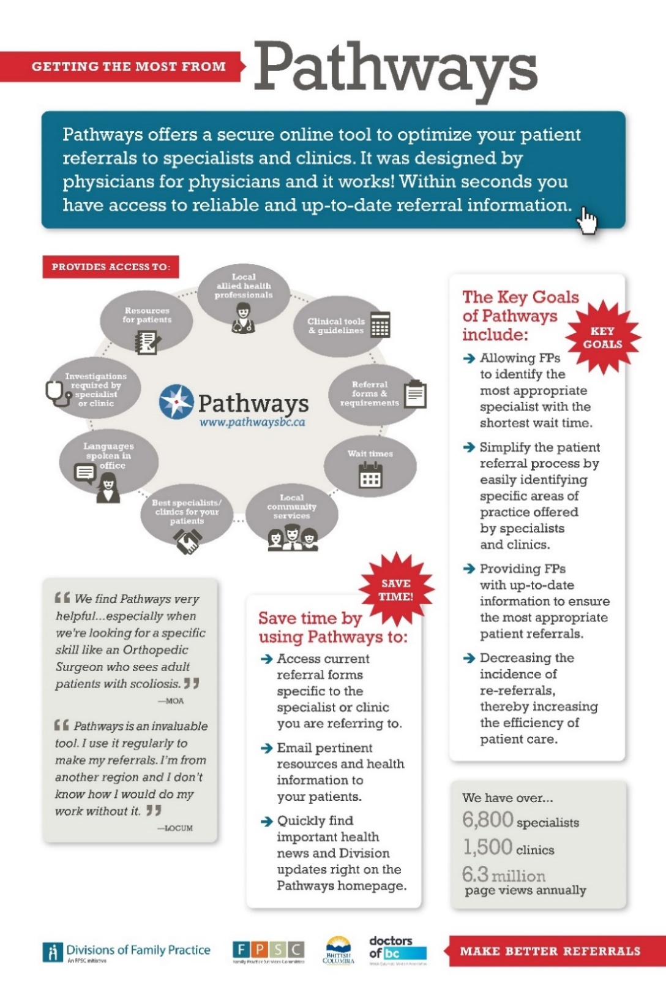 GETTING THE MOST FROM
Pathways
Pathways offers a secure online tool to optimize your patient
referrals to specialists and clinics. It was designed by
physicians for physicians and it works! Within seconds you
have access to reliable and up-to-date referral information.
PROVIDES ACCESS TO:
Local
allied health
professionals
Resources
for patients
Clinical tools
& guidelines
Investigations
required by
specialist
or clinic
Referral
forms &
requirements
Pathways
www.pathwaysbc.ca
Languages
spoken in
office
Wait times
Best specialists/
clinics for your
patients
Local
community
services
The Key Goals
of Pathways
include:
KEY
GOALS
→ Allowing FPs
to identify the
most appropriate
specialist with the
shortest wait time.
→ Simplify the patient
referral process by
easily identifying
specific areas of
practice offered
by specialists
and clinics.
→ Providing FPs
with up-to-date
information to ensure
the most appropriate
patient referrals.
→ Decreasing the
incidence of
re-referrals,
thereby increasing
the efficiency of
patient care.
“ We find Pathways very
helpful...especially when
we're looking for a specific
skill like an Orthopedic
Surgeon who sees adult
patients with scoliosis. ”
—MOA
“ Pathways is an invaluable
tool. I use it regularly to
make my referrals. I'm from
another region and I don't
know how I would do my
work without it. ”
—LOCUM
SAVE
TIME!
Save time by
using Pathways to:
→ Access current
referral forms
specific to the
specialist or clinic
you are referring to.
→ Email pertinent
resources and health
information to
your patients.
→ Quickly find
important health
news and Division
updates right on the
Pathways homepage.
We have over...
6,800 specialists
1,500 clinics
6.3 million
page views annually
Divisions of Family Practice
An FPSC initiative
F P S C
Family Practice Services Committee
BRITISH
COLUMBIA
doctors
of bc
British Columbia Medical Association
MAKE BETTER REFERRALS